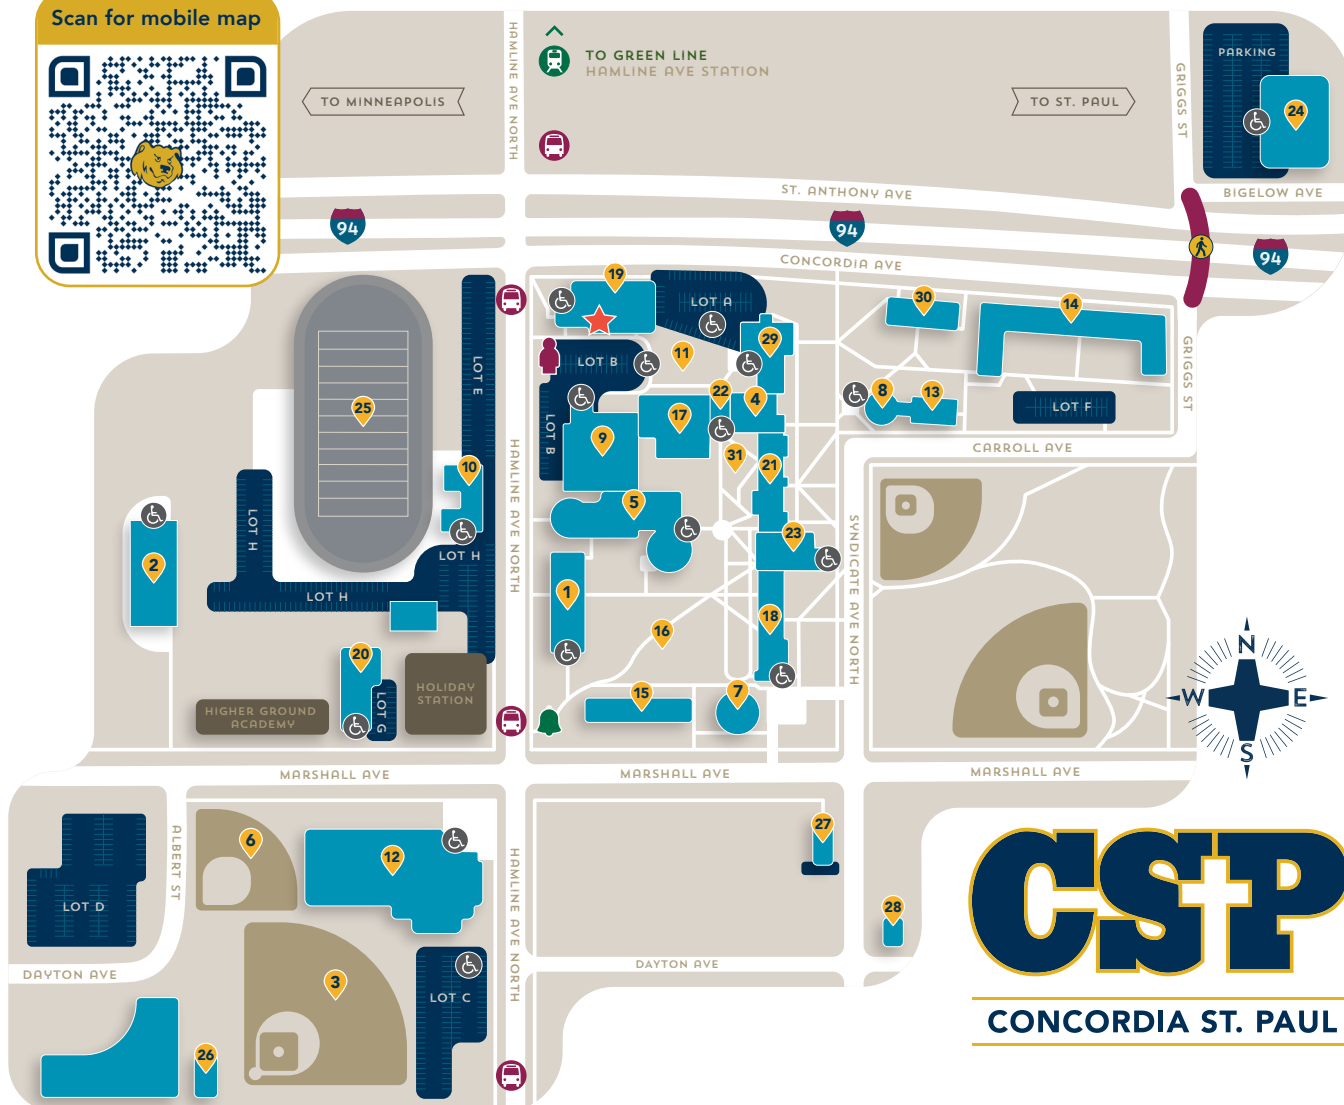 Scan for mobile map
HAMLINE AVE NORTH
TO GREEN LINE
HAMLINE AVE STATION
TO MINNEAPOLIS
TO ST. PAUL
GRIGGS ST
PARKING
24
BIGELOW AVE
ST. ANTHONY AVE
94
94
94
CONCORDIA AVE
19
LOT A
30
14
29
11
LOT B
LOT E
GRIGGS ST
25
22
4
8
13
LOT F
17
9
LOT B
HAMLINE AVE NORTH
CARROLL AVE
31
21
10
5
LOT H
LOT H
2
23
SYNDICATE AVE NORTH
LOT H
1
18
16
N
W
E
S
20
HOLIDAY
STATION
15
7
LOT G
HIGHER GROUND
ACADEMY
MARSHALL AVE
MARSHALL AVE
MARSHALL AVE
ALBERT ST
6
12
HAMLINE AVE NORTH
27
28
LOT D
DAYTON AVE
DAYTON AVE
3
LOT C
26
CSP
CONCORDIA ST. PAUL